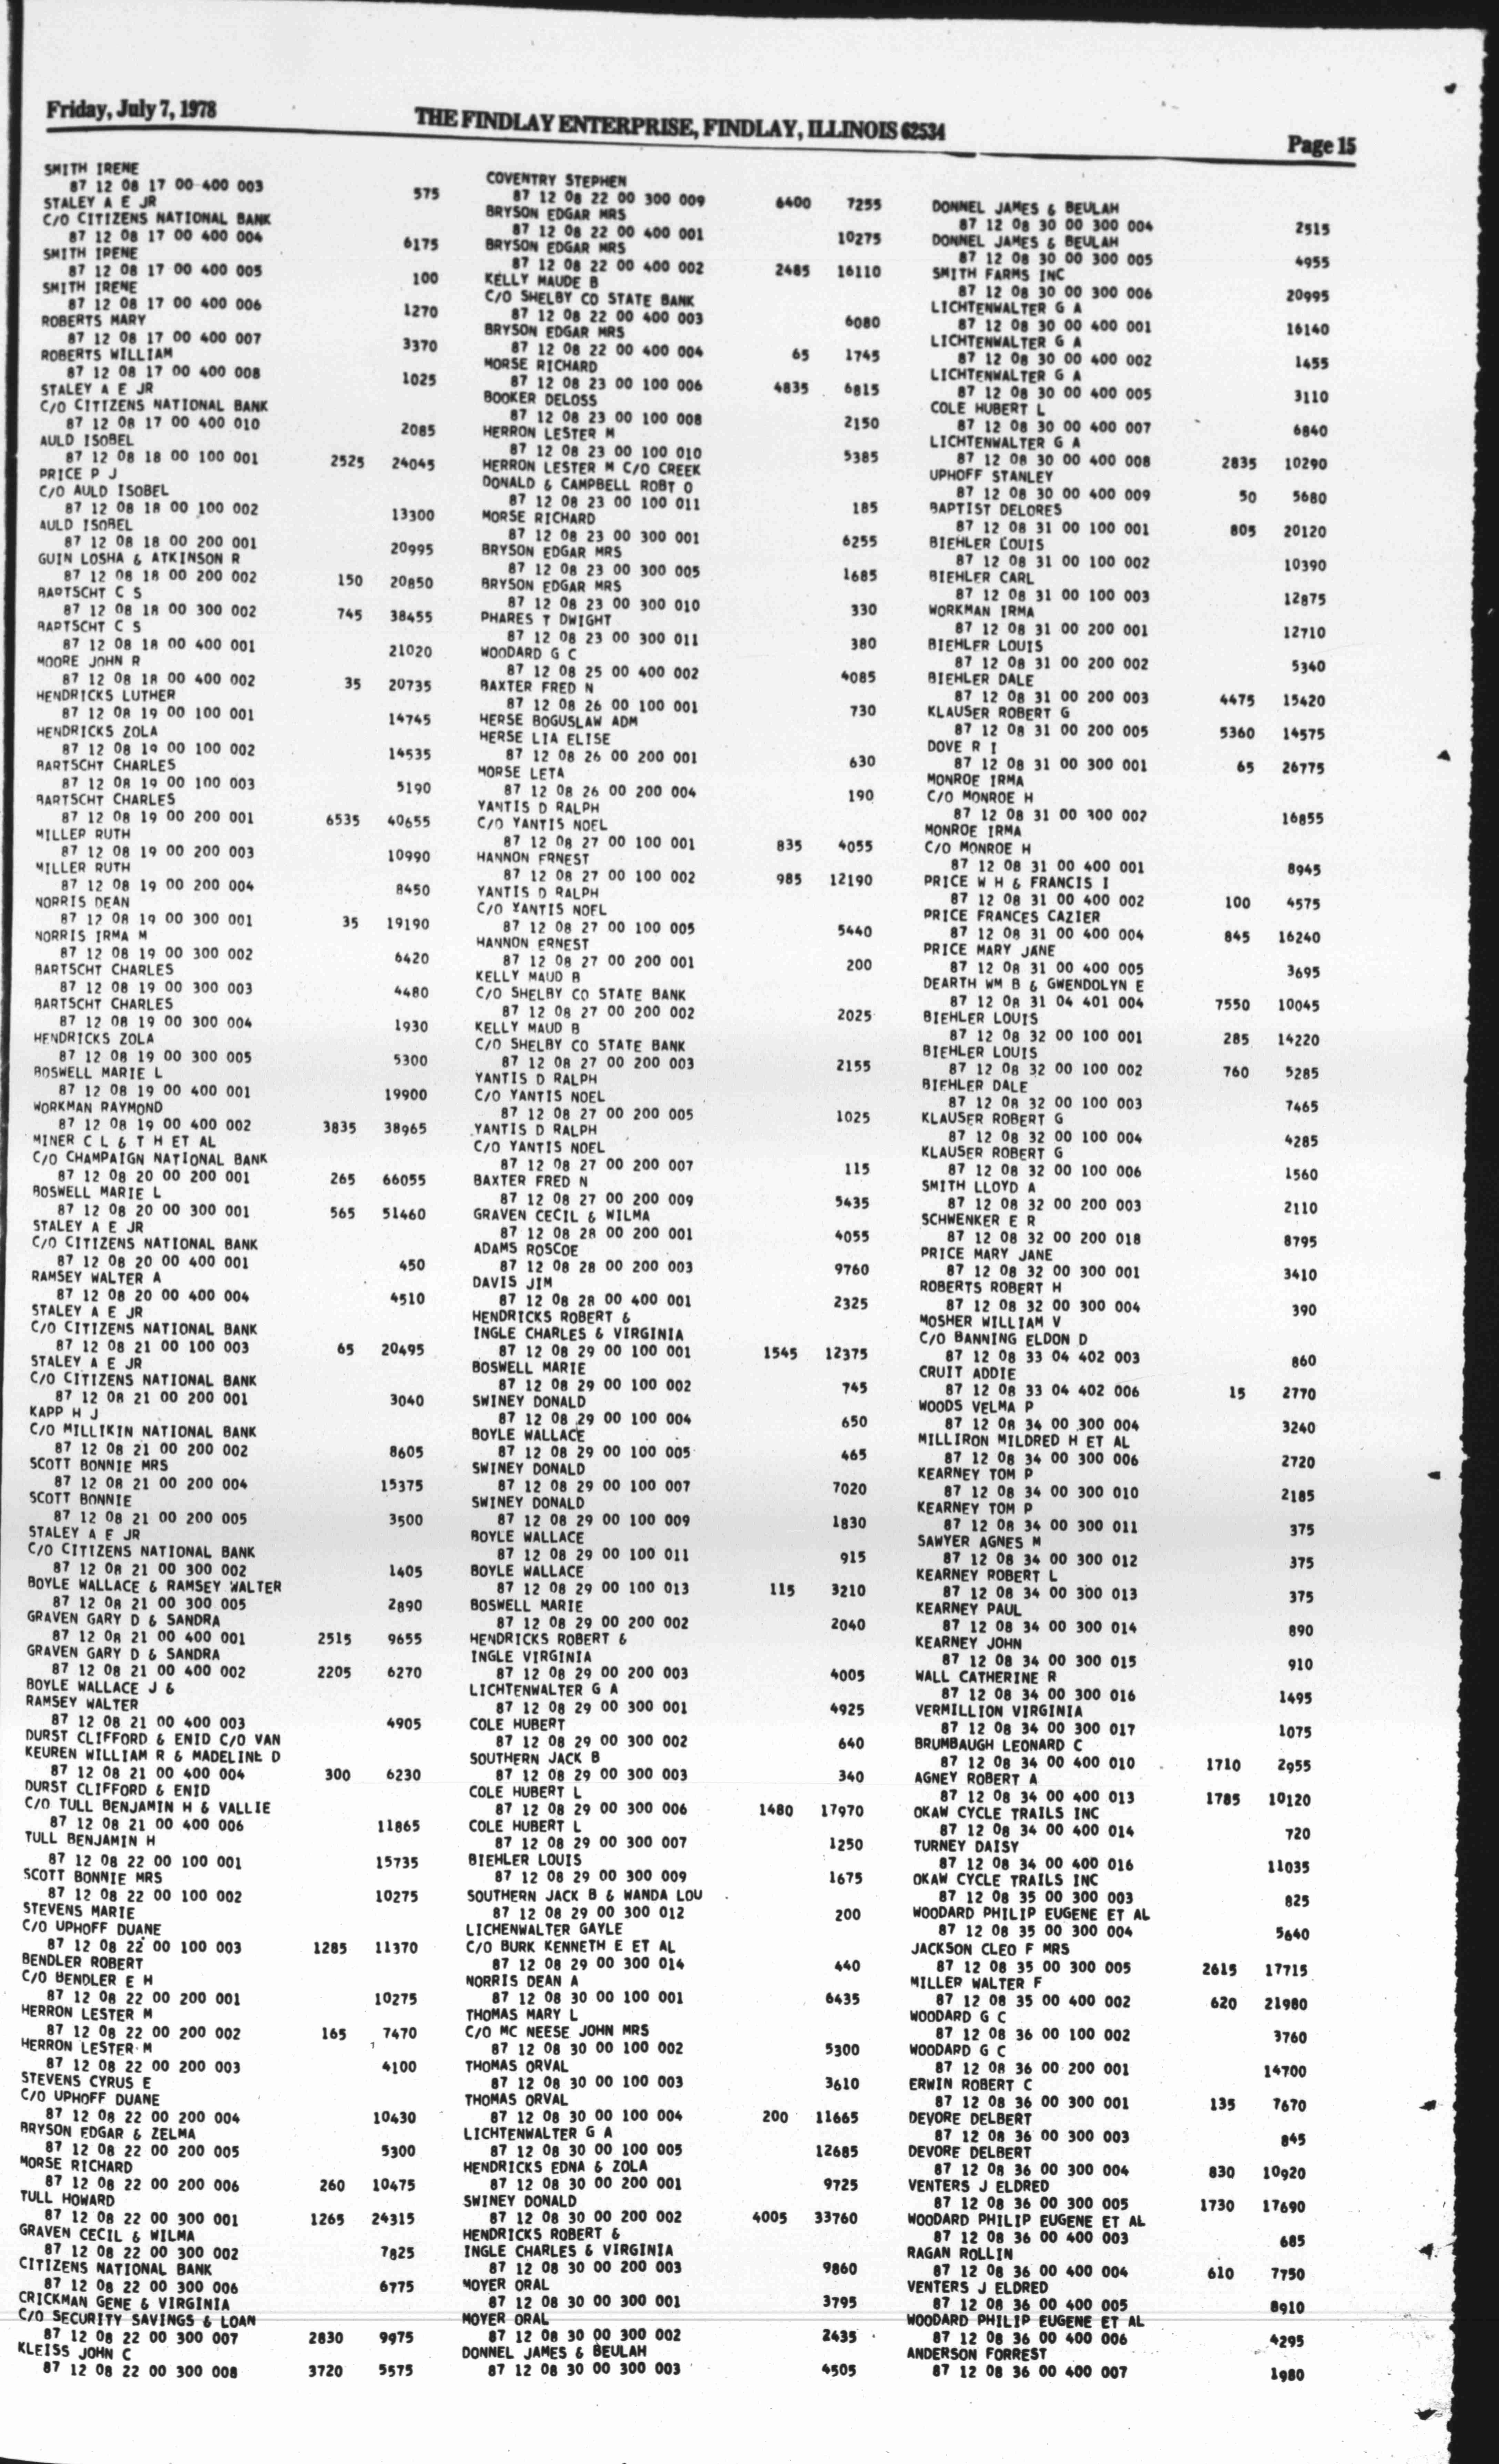 Friday, July 7, 1978
THE FINDLAY ENTERPRISE, FINDLAY, ILLINOIS 62534
Page 15
SMITH IRENE
87 12 08 17 00 400 003 575
STALEY A E JR
C/O CITIZENS NATIONAL BANK
87 12 08 17 00 400 004 6175
SMITH IRENE
87 12 08 17 00 400 005 100
SMITH IRENE
87 12 08 17 00 400 006 1270
ROBERTS MARY
87 12 08 17 00 400 007 3370
ROBERTS WILLIAM
87 12 08 17 00 400 008 1025
STALEY A E JR
C/O CITIZENS NATIONAL BANK
87 12 08 17 00 400 010 2085
AULD ISOBEL
87 12 08 18 00 100 001 2525 24045
PRICE P J
C/O AULD ISOBEL
87 12 08 18 00 100 002 13300
AULD ISOBEL
87 12 08 18 00 200 001 20995
GUIN LOSHA & ATKINSON R
87 12 08 18 00 200 002 150 20850
BARTSCHT C S
87 12 08 18 00 300 002 745 38455
BARTSCHT C S
87 12 08 18 00 400 001 21020
MOORE JOHN R
87 12 08 18 00 400 002 35 20735
HENDRICKS LUTHER
87 12 08 19 00 100 001 14745
HENDRICKS ZOLA
87 12 08 19 00 100 002 14535
BARTSCHT CHARLES
87 12 08 19 00 100 003 5190
BARTSCHT CHARLES
87 12 08 19 00 200 001 6535 40655
MILLER RUTH
87 12 08 19 00 200 003 10990
MILLER RUTH
87 12 08 19 00 200 004 8450
NORRIS DEAN
87 12 08 19 00 300 001 35 19190
NORRIS IRMA M
87 12 08 19 00 300 002 6420
BARTSCHT CHARLES
87 12 08 19 00 300 003 4480
BARTSCHT CHARLES
87 12 08 19 00 300 004 1930
HENDRICKS ZOLA
87 12 08 19 00 300 005 5300
BOSWELL MARIE L
87 12 08 19 00 400 001 19900
WORKMAN RAYMOND
87 12 08 19 00 400 002 3835 38965
MINER C L & T H ET AL
C/O CHAMPAIGN NATIONAL BANK
87 12 08 20 00 200 001 265 66055
BOSWELL MARIE L
87 12 08 20 00 300 001 565 51460
STALEY A E JR
C/O CITIZENS NATIONAL BANK
87 12 08 20 00 400 001 450
RAMSEY WALTER A
87 12 08 20 00 400 004 4510
STALEY A E JR
C/O CITIZENS NATIONAL BANK
87 12 08 21 00 100 003 65 20495
STALEY A E JR
C/O CITIZENS NATIONAL BANK
87 12 08 21 00 200 001 3040
KAPP H J
C/O MILLIKIN NATIONAL BANK
87 12 08 21 00 200 002 8605
SCOTT BONNIE MRS
87 12 08 21 00 200 004 15375
SCOTT BONNIE
87 12 08 21 00 200 005 3500
STALEY A E JR
C/O CITIZENS NATIONAL BANK
87 12 08 21 00 300 002 1405
BOYLE WALLACE & RAMSEY WALTER
87 12 08 21 00 300 005 2890
GRAVEN GARY D & SANDRA
87 12 08 21 00 400 001 2515 9655
GRAVEN GARY D & SANDRA
87 12 08 21 00 400 002 2205 6270
BOYLE WALLACE J &
RAMSEY WALTER
87 12 08 21 00 400 003 4905
DURST CLIFFORD & ENID C/O VAN
KEUREN WILLIAM R & MADELINE D
87 12 08 21 00 400 004 300 6230
DURST CLIFFORD & ENID
C/O TULL BENJAMIN H & VALLIE
87 12 08 21 00 400 006 11865
TULL BENJAMIN H
87 12 08 22 00 100 001 15735
SCOTT BONNIE MRS
87 12 08 22 00 100 002 10275
STEVENS MARIE
C/O UPHOFF DUANE
87 12 08 22 00 100 003 1285 11370
BENDLER ROBERT
C/O BENDLER E H
87 12 08 22 00 200 001 10275
HERRON LESTER M
87 12 08 22 00 200 002 165 7470
HERRON LESTER M
87 12 08 22 00 200 003 4100
STEVENS CYRUS E
C/O UPHOFF DUANE
87 12 08 22 00 200 004 10430
BRYSON EDGAR & ZELMA
87 12 08 22 00 200 005 5300
MORSE RICHARD
87 12 08 22 00 200 006 260 10475
TULL HOWARD
87 12 08 22 00 300 001 1265 24315
GRAVEN CECIL & WILMA
87 12 08 22 00 300 002 7825
CITIZENS NATIONAL BANK
87 12 08 22 00 300 006 6775
CRICKMAN GENE & VIRGINIA
C/O SECURITY SAVINGS & LOAN
87 12 08 22 00 300 007 2830 9975
KLEISS JOHN C
87 12 08 22 00 300 008 3720 5575
COVENTRY STEPHEN
87 12 08 22 00 300 009 6400 7255
BRYSON EDGAR MRS
87 12 08 22 00 400 001 10275
BRYSON EDGAR MRS
87 12 08 22 00 400 002 2485 16110
KELLY MAUDE B
C/O SHELBY CO STATE BANK
87 12 08 22 00 400 003 6080
BRYSON EDGAR MRS
87 12 08 22 00 400 004 65 1745
MORSE RICHARD
87 12 08 23 00 100 006 4835 6815
BOOKER DELOSS
87 12 08 23 00 100 008 2150
HERRON LESTER M
87 12 08 23 00 100 010 5385
HERRON LESTER M C/O CREEK
DONALD & CAMPBELL ROBT O
87 12 08 23 00 100 011 185
MORSE RICHARD
87 12 08 23 00 300 001 6255
BRYSON EDGAR MRS
87 12 08 23 00 300 005 1685
BRYSON EDGAR MRS
87 12 08 23 00 300 010 330
PHARES T DWIGHT
87 12 08 23 00 300 011 380
WOODARD G C
87 12 08 25 00 400 002 4085
BAXTER FRED N
87 12 08 26 00 100 001 730
HERSE BOGUSLAW ADM
HERSE LIA ELISE
87 12 08 26 00 200 001 630
MORSE LETA
87 12 08 26 00 200 004 190
YANTIS D RALPH
C/O YANTIS NOEL
87 12 08 27 00 100 001 835 4055
HANNON ERNEST
87 12 08 27 00 100 002 985 12190
YANTIS D RALPH
C/O YANTIS NOEL
87 12 08 27 00 100 005 5440
HANNON ERNEST
87 12 08 27 00 200 001 200
KELLY MAUD B
C/O SHELBY CO STATE BANK
87 12 08 27 00 200 002 2025
KELLY MAUD B
C/O SHELBY CO STATE BANK
87 12 08 27 00 200 003 2155
YANTIS D RALPH
C/O YANTIS NOEL
87 12 08 27 00 200 005 1025
YANTIS D RALPH
C/O YANTIS NOEL
87 12 08 27 00 200 007 115
BAXTER FRED N
87 12 08 27 00 200 009 5435
GRAVEN CECIL & WILMA
87 12 08 28 00 200 001 4055
ADAMS ROSCOE
87 12 08 28 00 200 003 9760
DAVIS JIM
87 12 08 28 00 400 001 2325
HENDRICKS ROBERT &
INGLE CHARLES & VIRGINIA
87 12 08 29 00 100 001 1545 12375
BOSWELL MARIE
87 12 08 29 00 100 002 745
SWINEY DONALD
87 12 08 29 00 100 004 650
BOYLE WALLACE
87 12 08 29 00 100 005 465
SWINEY DONALD
87 12 08 29 00 100 007 7020
SWINEY DONALD
87 12 08 29 00 100 009 1830
BOYLE WALLACE
87 12 08 29 00 100 011 915
BOYLE WALLACE
87 12 08 29 00 100 013 115 3210
BOSWELL MARIE
87 12 08 29 00 200 002 2040
HENDRICKS ROBERT &
INGLE VIRGINIA
87 12 08 29 00 200 003 4005
LICHTENWALTER G A
87 12 08 29 00 300 001 4925
COLE HUBERT
87 12 08 29 00 300 002 640
SOUTHERN JACK B
87 12 08 29 00 300 003 340
COLE HUBERT L
87 12 08 29 00 300 006 1480 17970
COLE HUBERT L
87 12 08 29 00 300 007 1250
BIEHLER LOUIS
87 12 08 29 00 300 009 1675
SOUTHERN JACK B & WANDA LOU
87 12 08 29 00 300 012 200
LICHENWALTER GAYLE
C/O BURK KENNETH E ET AL
87 12 08 29 00 300 014 440
NORRIS DEAN A
87 12 08 30 00 100 001 6435
THOMAS MARY L
C/O MC NEESE JOHN MRS
87 12 08 30 00 100 002 5300
THOMAS ORVAL
87 12 08 30 00 100 003 3610
THOMAS ORVAL
87 12 08 30 00 100 004 200 11665
LICHTENWALTER G A
87 12 08 30 00 100 005 12685
HENDRICKS EDNA & ZOLA
87 12 08 30 00 200 001 9725
SWINEY DONALD
87 12 08 30 00 200 002 4005 33760
HENDRICKS ROBERT &
INGLE CHARLES & VIRGINIA
87 12 08 30 00 200 003 9860
MOYER ORAL
87 12 08 30 00 300 001 3795
MOYER ORAL
87 12 08 30 00 300 002 2435
DONNEL JAMES & BEULAH
87 12 08 30 00 300 003 4505
DONNEL JAMES & BEULAH
87 12 08 30 00 300 004 2515
DONNEL JAMES & BEULAH
87 12 08 30 00 300 005 4955
SMITH FARMS INC
87 12 08 30 00 300 006 20995
LICHTENWALTER G A
87 12 08 30 00 400 001 16140
LICHTENWALTER G A
87 12 08 30 00 400 002 1455
LICHTENWALTER G A
87 12 08 30 00 400 005 3110
COLE HUBERT L
87 12 08 30 00 400 007 6840
LICHTENWALTER G A
87 12 08 30 00 400 008 2835 10290
UPHOFF STANLEY
87 12 08 30 00 400 009 50 5680
BAPTIST DELORES
87 12 08 31 00 100 001 805 20120
BIEHLER LOUIS
87 12 08 31 00 100 002 10390
BIEHLER CARL
87 12 08 31 00 100 003 12875
WORKMAN IRMA
87 12 08 31 00 200 001 12710
BIEHLER LOUIS
87 12 08 31 00 200 002 5340
BIEHLER DALE
87 12 08 31 00 200 003 4475 15420
KLAUSER ROBERT G
87 12 08 31 00 200 005 5360 14575
DOVE R I
87 12 08 31 00 300 001 65 26775
MONROE IRMA
C/O MONROE H
87 12 08 31 00 300 002 16855
MONROE IRMA
C/O MONROE H
87 12 08 31 00 400 001 8945
PRICE W H & FRANCIS I
87 12 08 31 00 400 002 100 4575
PRICE FRANCES CAZIER
87 12 08 31 00 400 004 845 16240
PRICE MARY JANE
87 12 08 31 00 400 005 3695
DEARTH WM B & GWENDOLYN E
87 12 08 31 04 401 004 7550 10045
BIEHLER LOUIS
87 12 08 32 00 100 001 285 14220
BIEHLER LOUIS
87 12 08 32 00 100 002 760 5285
BIEHLER DALE
87 12 08 32 00 100 003 7465
KLAUSER ROBERT G
87 12 08 32 00 100 004 4285
KLAUSER ROBERT G
87 12 08 32 00 100 006 1560
SMITH LLOYD A
87 12 08 32 00 200 003 2110
SCHWENKER E R
87 12 08 32 00 200 018 8795
PRICE MARY JANE
87 12 08 32 00 300 001 3410
ROBERTS ROBERT H
87 12 08 32 00 300 004 390
MOSHER WILLIAM V
C/O BANNING ELDON D
87 12 08 33 04 402 003 860
CRUIT ADDIE
87 12 08 33 04 402 006 15 2770
WOODS VELMA P
87 12 08 34 00 300 004 3240
MILLIRON MILDRED H ET AL
87 12 08 34 00 300 006 2720
KEARNEY TOM P
87 12 08 34 00 300 010 2185
KEARNEY TOM P
87 12 08 34 00 300 011 375
SAWYER AGNES M
87 12 08 34 00 300 012 375
KEARNEY ROBERT L
87 12 08 34 00 300 013 375
KEARNEY PAUL
87 12 08 34 00 300 014 890
KEARNEY JOHN
87 12 08 34 00 300 015 910
WALL CATHERINE R
87 12 08 34 00 300 016 1495
VERMILLION VIRGINIA
87 12 08 34 00 300 017 1075
BRUMBAUGH LEONARD C
87 12 08 34 00 400 010 1710 2955
AGNEY ROBERT A
87 12 08 34 00 400 013 1785 10120
OKAW CYCLE TRAILS INC
87 12 08 34 00 400 014 720
TURNEY DAISY
87 12 08 34 00 400 016 11035
OKAW CYCLE TRAILS INC
87 12 08 35 00 300 003 825
WOODARD PHILIP EUGENE ET AL
87 12 08 35 00 300 004 5640
JACKSON CLEO F MRS
87 12 08 35 00 300 005 2615 17715
MILLER WALTER F
87 12 08 35 00 400 002 620 21980
WOODARD G C
87 12 08 36 00 100 002 3760
WOODARD G C
87 12 08 36 00 200 001 14700
ERWIN ROBERT C
87 12 08 36 00 300 001 135 7670
DEVORE DELBERT
87 12 08 36 00 300 003 845
DEVORE DELBERT
87 12 08 36 00 300 004 830 10920
VENTERS J ELDRED
87 12 08 36 00 300 005 1730 17690
WOODARD PHILIP EUGENE ET AL
87 12 08 36 00 400 003 685
RAGAN ROLLIN
87 12 08 36 00 400 004 610 7750
VENTERS J ELDRED
87 12 08 36 00 400 005 8910
WOODARD PHILIP EUGENE ET AL
87 12 08 36 00 400 006 4295
ANDERSON FORREST
87 12 08 36 00 400 007 1980